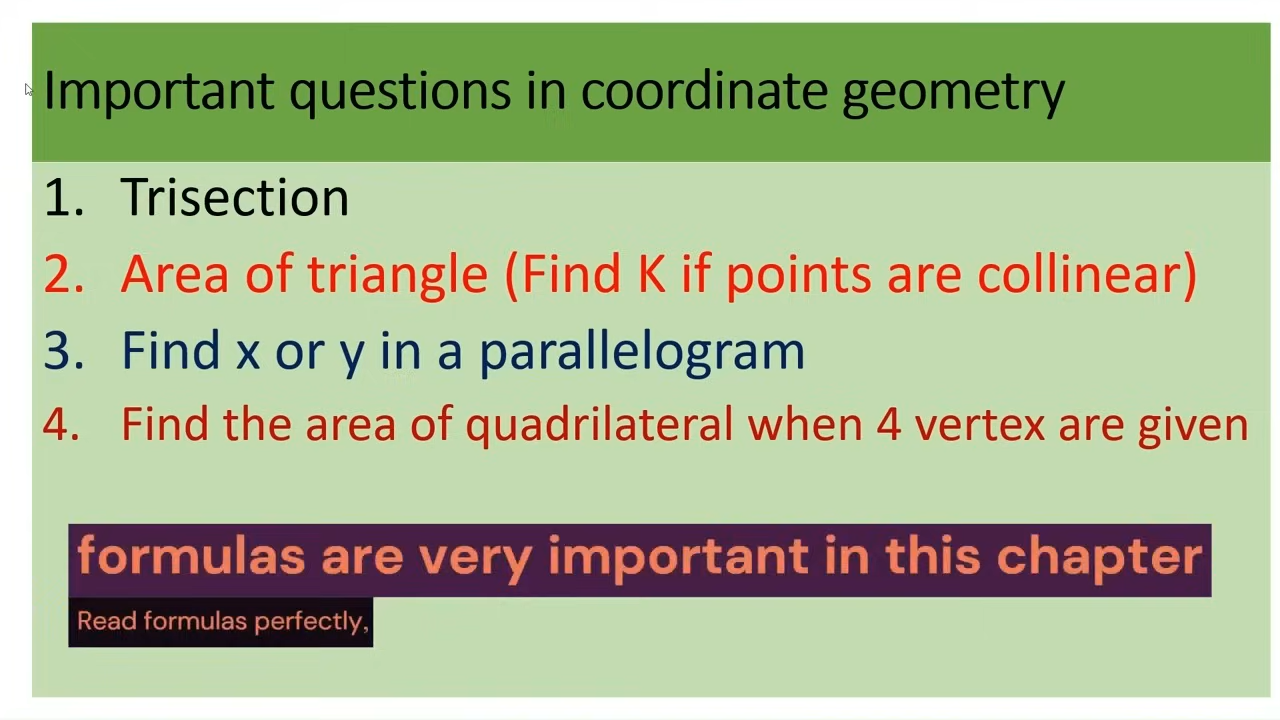 Important questions in coordinate geometry
1. Trisection
2. Area of triangle (Find K if points are collinear)
3. Find x or y in a parallelogram
4. Find the area of quadrilateral when 4 vertex are given
formulas are very important in this chapter
Read formulas perfectly,